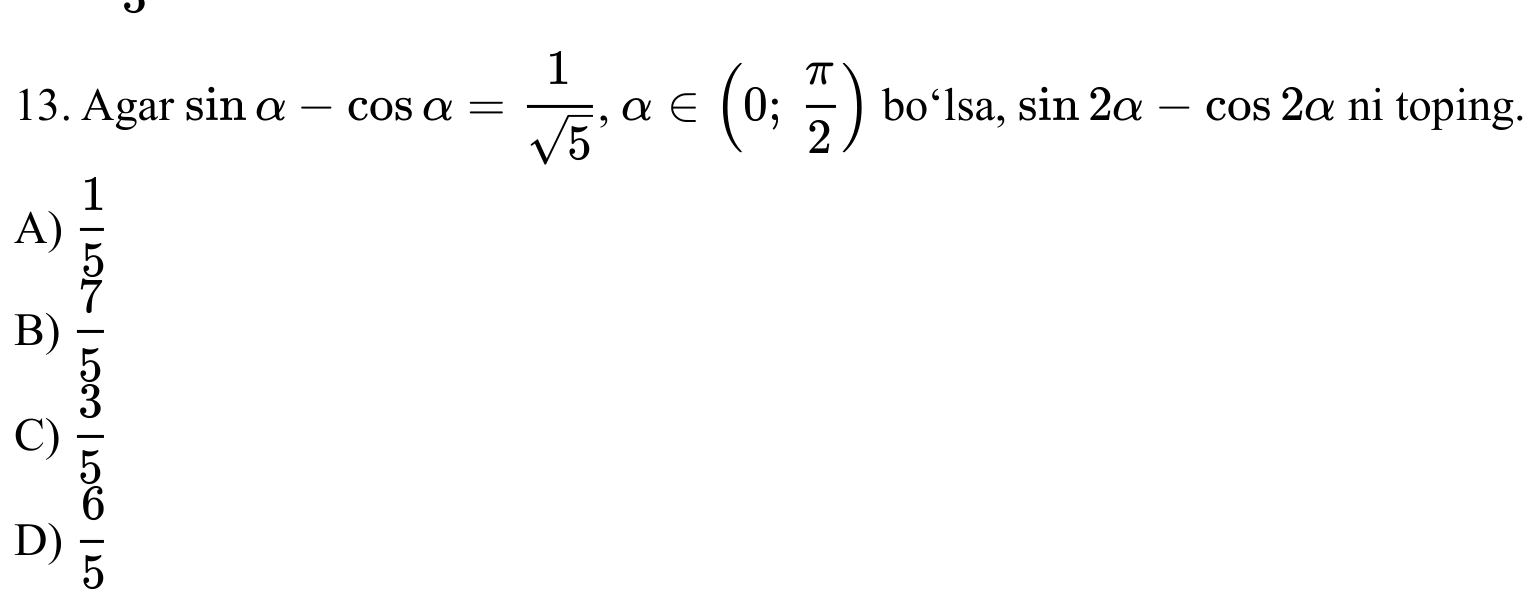 13. Agar sin α − cos α = 1/√5, α ∈ (0; π/2) bo‘lsa, sin 2α − cos 2α ni toping.
A) 1/5
B) 7/5
C) 3/5
D) 6/5